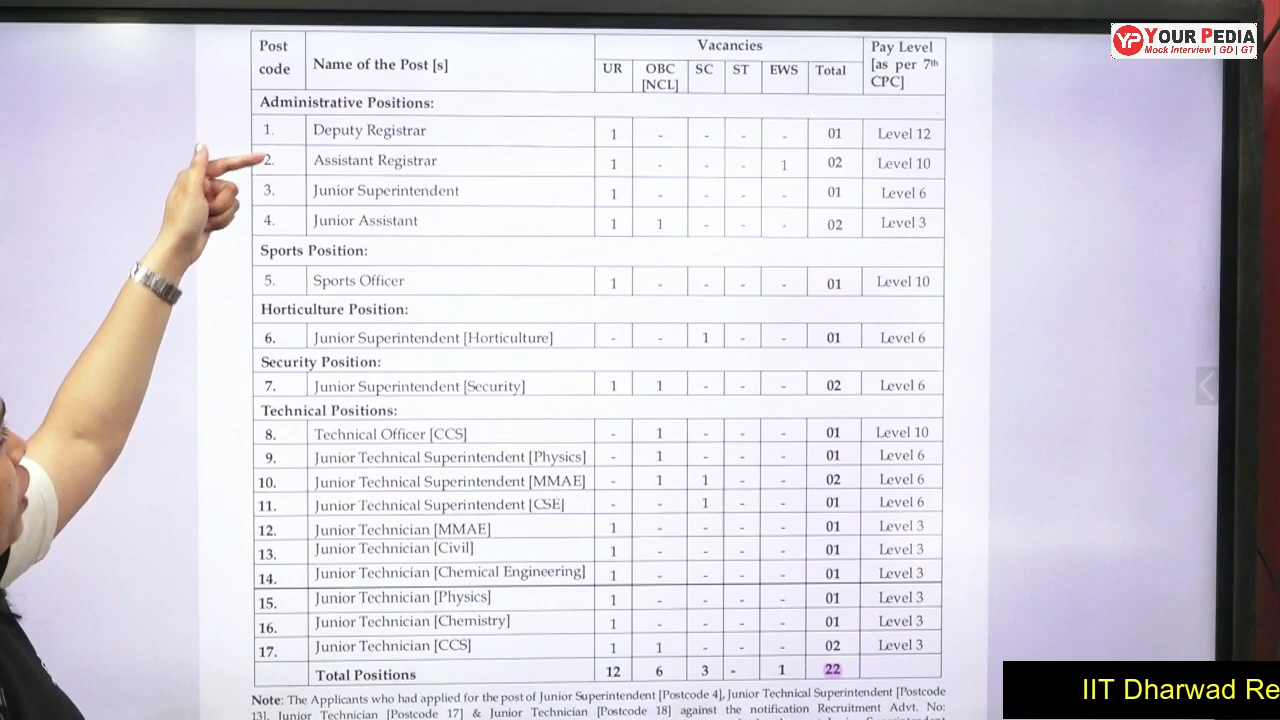 YP YOUR PEDIA
Mock Interview | GD | GT
Post code | Name of the Post [s] | Vacancies | Pay Level [as per 7th CPC]
UR | OBC [NCL] | SC | ST | EWS | Total
Administrative Positions:
1. | Deputy Registrar | 1 | - | - | - | - | 01 | Level 12
2. | Assistant Registrar | 1 | - | - | - | 1 | 02 | Level 10
3. | Junior Superintendent | 1 | - | - | - | - | 01 | Level 6
4. | Junior Assistant | 1 | 1 | - | - | - | 02 | Level 3
Sports Position:
5. | Sports Officer | 1 | - | - | - | - | 01 | Level 10
Horticulture Position:
6. | Junior Superintendent [Horticulture] | - | - | 1 | - | - | 01 | Level 6
Security Position:
7. | Junior Superintendent [Security] | 1 | 1 | - | - | - | 02 | Level 6
Technical Positions:
8. | Technical Officer [CCS] | - | 1 | - | - | - | 01 | Level 10
9. | Junior Technical Superintendent [Physics] | - | 1 | - | - | - | 01 | Level 6
10. | Junior Technical Superintendent [MMAE] | - | 1 | 1 | - | - | 02 | Level 6
11. | Junior Technical Superintendent [CSE] | - | - | 1 | - | - | 01 | Level 6
12. | Junior Technician [MMAE] | 1 | - | - | - | - | 01 | Level 3
13. | Junior Technician [Civil] | 1 | - | - | - | - | 01 | Level 3
14. | Junior Technician [Chemical Engineering] | 1 | - | - | - | - | 01 | Level 3
15. | Junior Technician [Physics] | 1 | - | - | - | - | 01 | Level 3
16. | Junior Technician [Chemistry] | 1 | - | - | - | - | 01 | Level 3
17. | Junior Technician [CCS] | 1 | 1 | - | - | - | 02 | Level 3
Total Positions | 12 | 6 | 3 | - | 1 | 22
Note: The Applicants who had applied for the post of Junior Superintendent [Postcode 4], Junior Technical Superintendent [Postcode
13], Junior Technician [Postcode 17] & Junior Technician [Postcode 18] against the notification Recruitment Advt. No:
IIT Dharwad Re